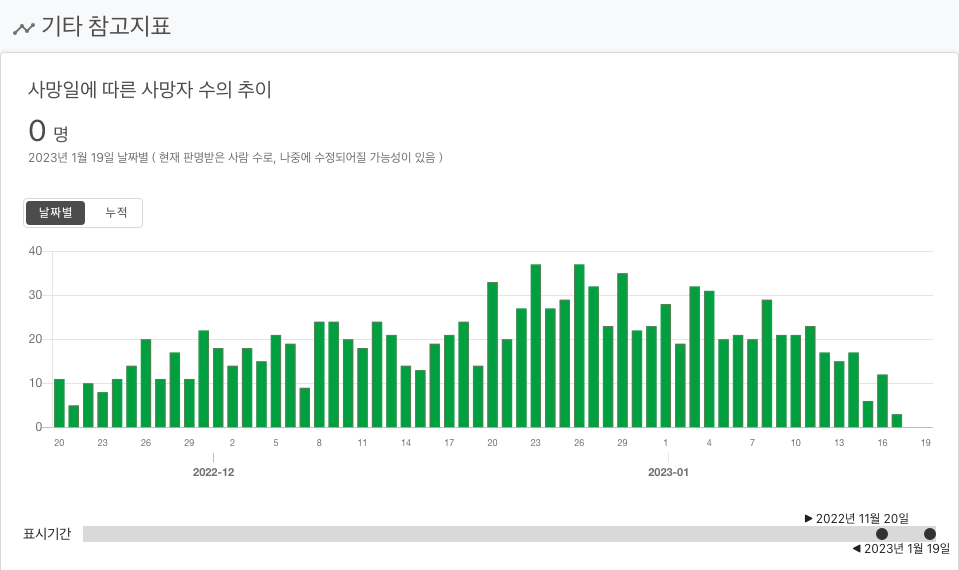 기타 참고지표
사망일에 따른 사망자 수의 추이
0 명
2023년 1월 19일 날짜별 ( 현재 판명받은 사람 수로, 나중에 수정되어질 가능성이 있음 )
날짜별 누적
40
30
20
10
0
20 23 26 29 2 5 8 11 14 17 20 23 26 29 1 4 7 10 13 16 19
2022-12 2023-01
▶ 2022년 11월 20일
표시기간
◀ 2023년 1월 19일